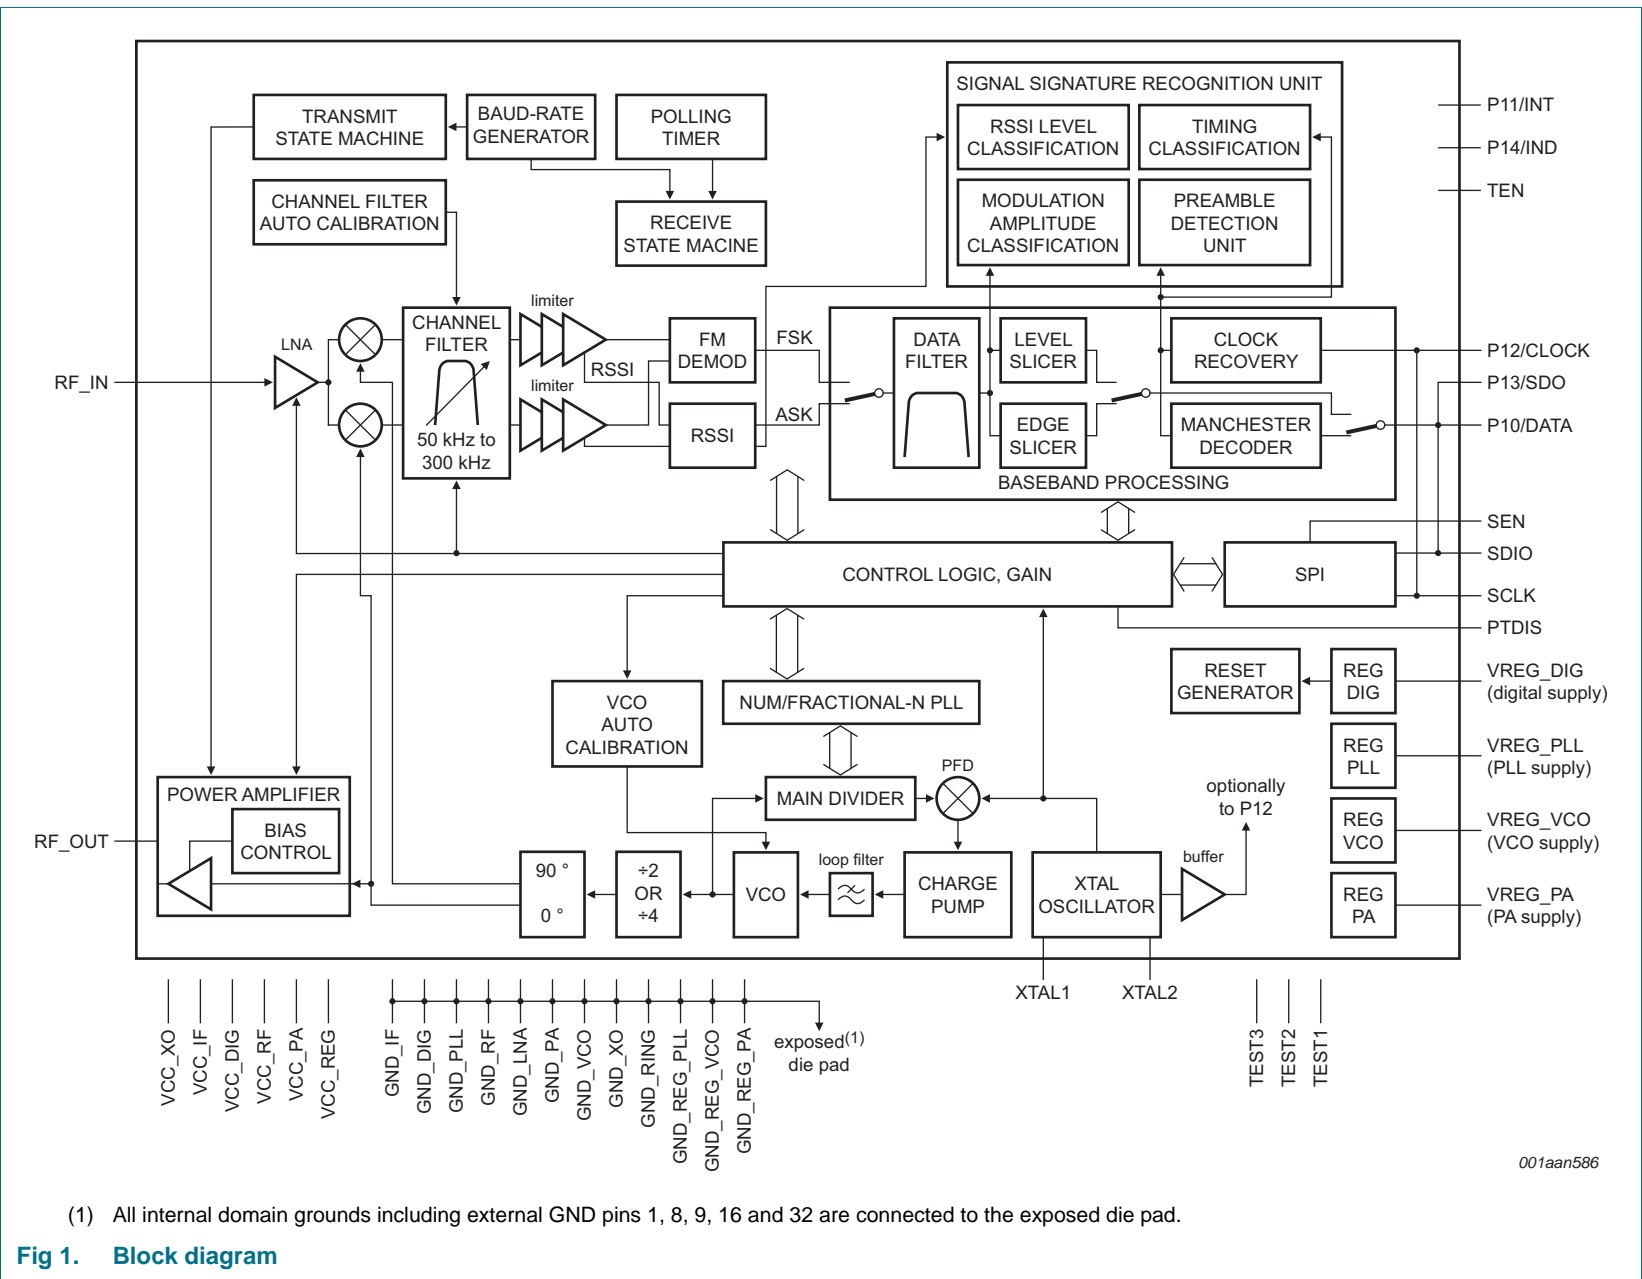 SIGNAL SIGNATURE RECOGNITION UNIT
TRANSMIT
STATE MACHINE
BAUD-RATE
GENERATOR
POLLING
TIMER
RSSI LEVEL
CLASSIFICATION
TIMING
CLASSIFICATION
P11/INT
P14/IND
TEN
CHANNEL FILTER
AUTO CALIBRATION
RECEIVE
STATE MACINE
MODULATION
AMPLITUDE
CLASSIFICATION
PREAMBLE
DETECTION
UNIT
limiter
CHANNEL
FILTER
50 kHz to
300 kHz
LNA
RF_IN
RSSI
limiter
FM
DEMOD
RSSI
FSK
ASK
DATA
FILTER
LEVEL
SLICER
EDGE
SLICER
CLOCK
RECOVERY
MANCHESTER
DECODER
BASEBAND PROCESSING
P12/CLOCK
P13/SDO
P10/DATA
SEN
SDIO
SCLK
PTDIS
CONTROL LOGIC, GAIN
SPI
VCO
AUTO
CALIBRATION
NUM/FRACTIONAL-N PLL
RESET
GENERATOR
REG
DIG
VREG_DIG
(digital supply)
REG
PLL
VREG_PLL
(PLL supply)
REG
VCO
VREG_VCO
(VCO supply)
REG
PA
VREG_PA
(PA supply)
POWER AMPLIFIER
BIAS
CONTROL
RF_OUT
MAIN DIVIDER
PFD
optionally
to P12
90 °
0 °
÷2
OR
÷4
VCO
loop filter
CHARGE
PUMP
XTAL
OSCILLATOR
buffer
XTAL1
XTAL2
VCC_XO
VCC_IF
VCC_DIG
VCC_RF
VCC_PA
VCC_REG
GND_IF
GND_DIG
GND_PLL
GND_RF
GND_LNA
GND_PA
GND_VCO
GND_XO
GND_RING
GND_REG_PLL
GND_REG_VCO
GND_REG_PA
exposed(1)
die pad
TEST3
TEST2
TEST1
001aan586
(1) All internal domain grounds including external GND pins 1, 8, 9, 16 and 32 are connected to the exposed die pad.
Fig 1. Block diagram